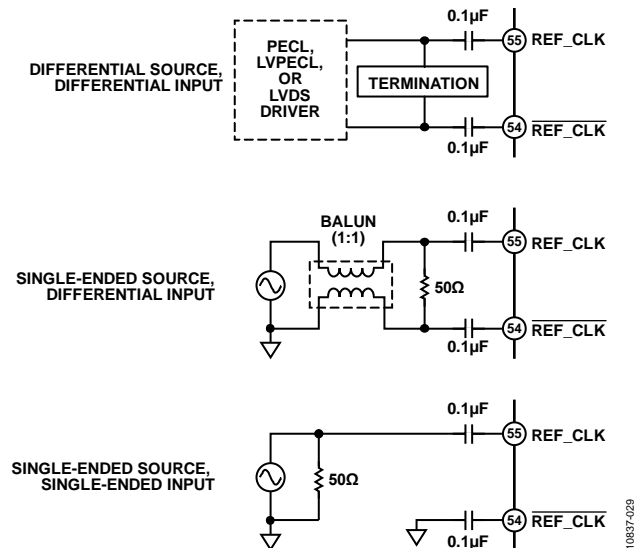 DIFFERENTIAL SOURCE,
DIFFERENTIAL INPUT
PECL,
LVPECL,
OR
LVDS
DRIVER
TERMINATION
0.1µF
55 REF_CLK
54 REF_CLK
0.1µF
SINGLE-ENDED SOURCE,
DIFFERENTIAL INPUT
BALUN
(1:1)
50Ω
0.1µF
55 REF_CLK
54 REF_CLK
0.1µF
SINGLE-ENDED SOURCE,
SINGLE-ENDED INPUT
50Ω
0.1µF
55 REF_CLK
54 REF_CLK
0.1µF
10837-029